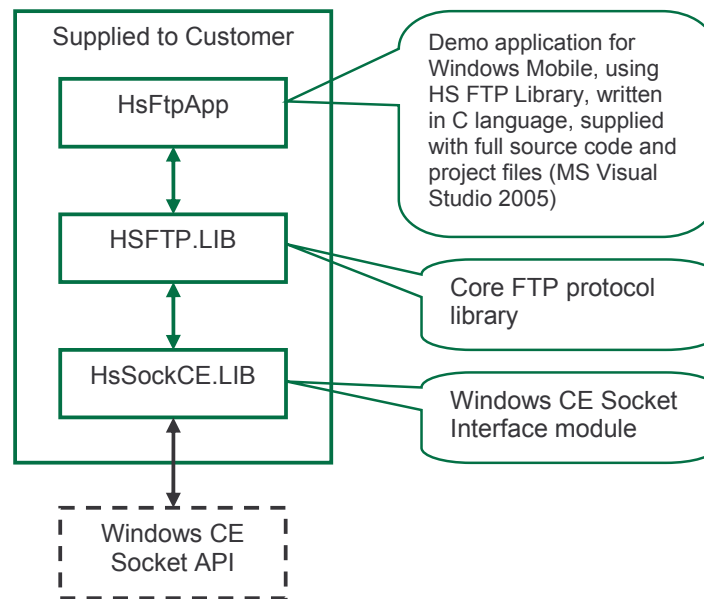 Supplied to Customer
HsFtpApp
HSFTP.LIB
HsSockCE.LIB
Windows CE
Socket API
Demo application for
Windows Mobile, using
HS FTP Library, written
in C language, supplied
with full source code and
project files (MS Visual
Studio 2005)
Core FTP protocol
library
Windows CE Socket
Interface module